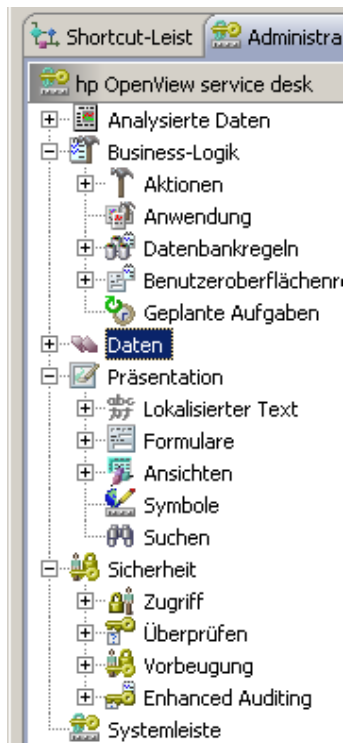 Shortcut-Leist Administra
hp OpenView service desk
Analysierte Daten
Business-Logik
Aktionen
Anwendung
Datenbankregeln
Benutzeroberflächenr
Geplante Aufgaben
Daten
Präsentation
Lokalisierter Text
Formulare
Ansichten
Symbole
Suchen
Sicherheit
Zugriff
Überprüfen
Vorbeugung
Enhanced Auditing
Systemleiste